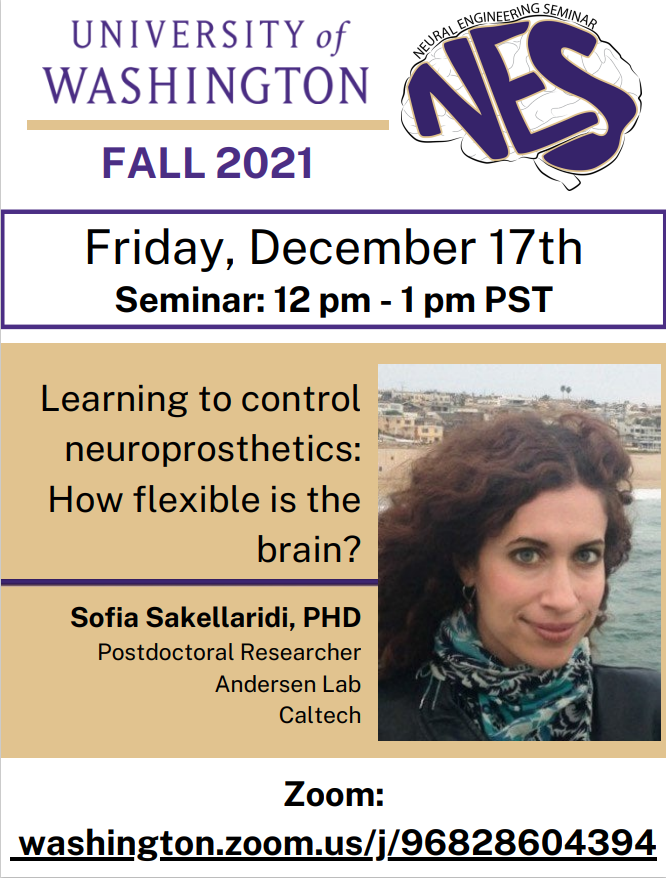 UNIVERSITY of
WASHINGTON
NEURAL ENGINEERING SEMINAR
NES
FALL 2021
Friday, December 17th
Seminar: 12 pm - 1 pm PST
Learning to control
neuroprosthetics:
How flexible is the
brain?
Sofia Sakellaridi, PHD
Postdoctoral Researcher
Andersen Lab
Caltech
Zoom:
washington.zoom.us/j/96828604394